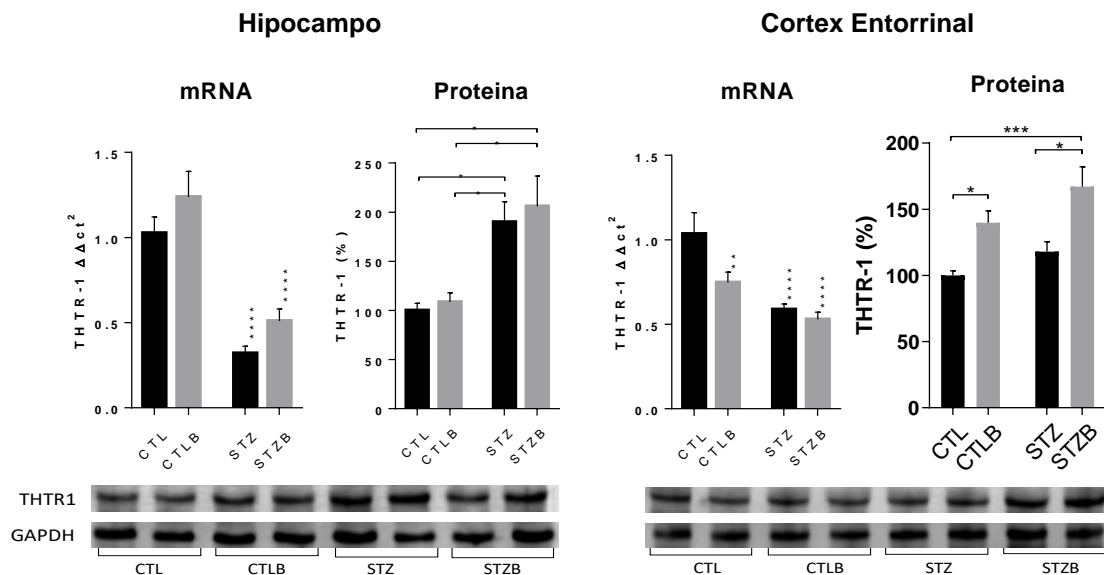 Hipocampo
Cortex Entorrinal
mRNA
Proteina
mRNA
Proteina
THTR-1 ΔΔct²
1.5
1.0
0.5
0.0
****
****
CTL
CTLB
STZ
STZB
THTR-1 (%)
250
200
150
100
50
0
*
*
*
*
CTL
CTLB
STZ
STZB
THTR-1 ΔΔct²
1.5
1.0
0.5
0.0
**
****
****
CTL
CTLB
STZ
STZB
THTR-1 (%)
200
150
100
50
0
***
*
*
CTL
CTLB
STZ
STZB
THTR1
GAPDH
CTL CTLB STZ STZB
CTL CTLB STZ STZB